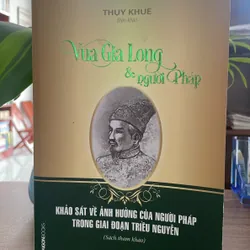 THỤY KHUÊ
Vua Gia Long
& người Pháp
KHẢO SÁT VỀ ẢNH HƯỞNG CỦA NGƯỜI PHÁP
TRONG GIAI ĐOẠN TRIỀU NGUYỄN
(Sách tham khảo)